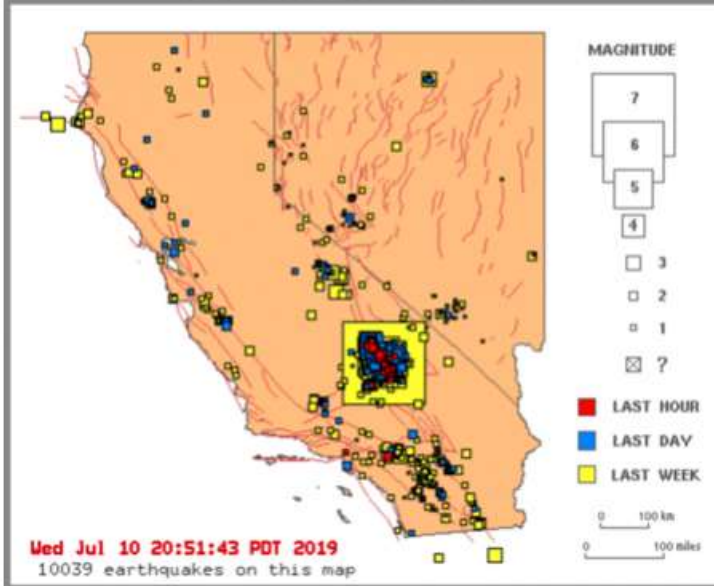 MAGNITUDE
7
6
5
4
3
2
1
?
LAST HOUR
LAST DAY
LAST WEEK
0 100 km
0 100 miles
Wed Jul 10 20:51:43 PDT 2019
10039 earthquakes on this map